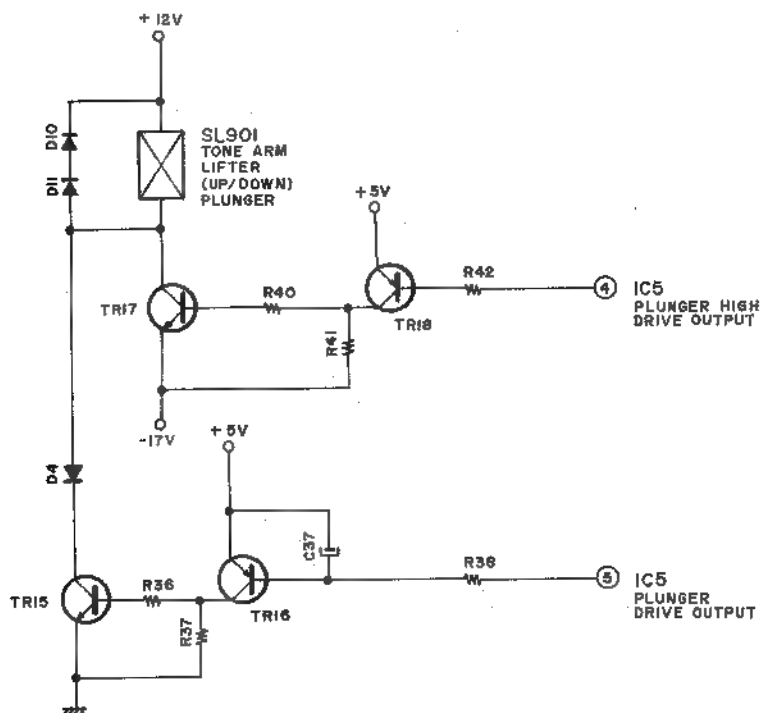 +12V
D10
D11
SL901
TONE ARM
LIFTER
(UP/DOWN)
PLUNGER
+5V
TR17
R40
R41
TR18
R42
4
IC5
PLUNGER HIGH
DRIVE OUTPUT
-17V
+5V
D4
C37
TR15
R36
R37
TR16
R38
5
IC5
PLUNGER
DRIVE OUTPUT